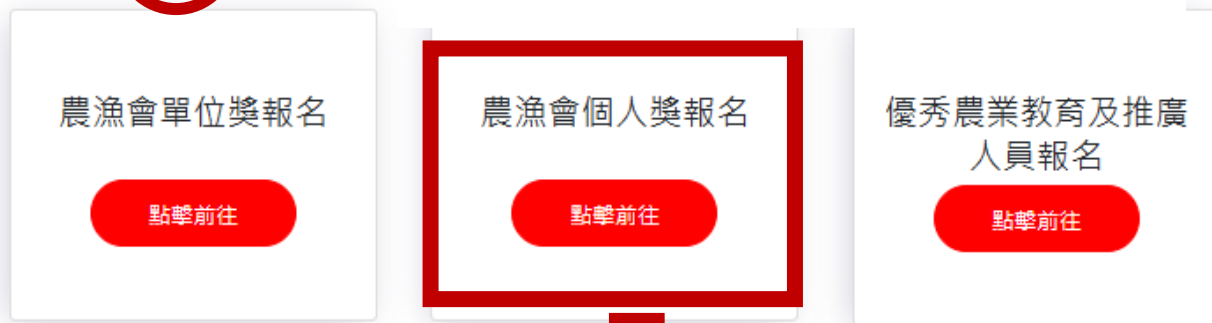 農漁會單位獎報名
點擊前往
農漁會個人獎報名
點擊前往
優秀農業教育及推廣
人員報名
點擊前往